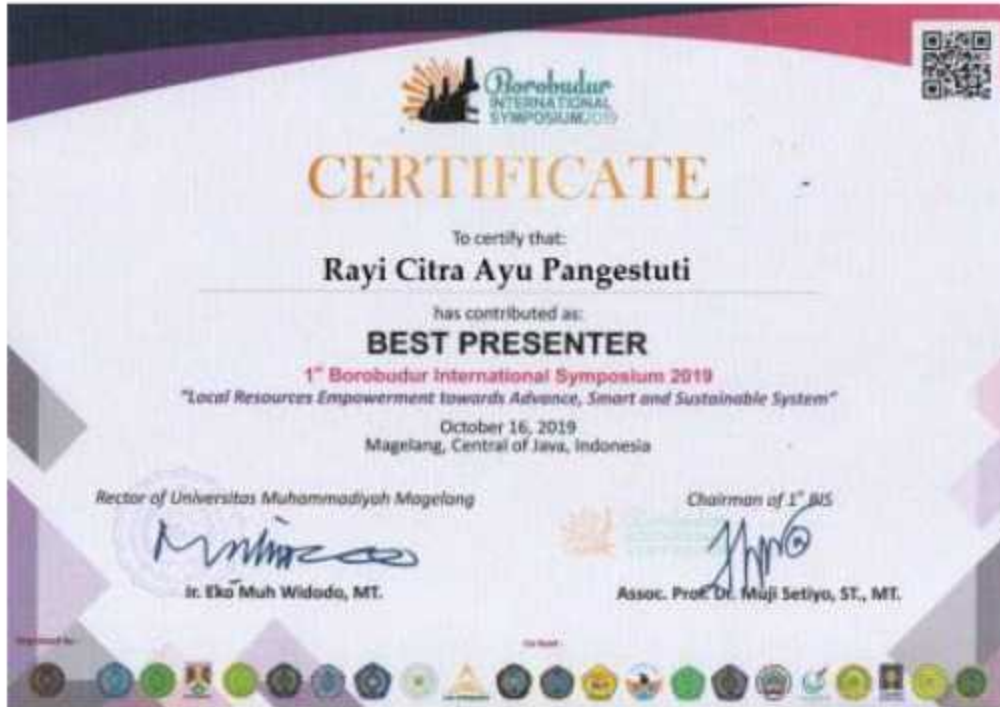 Borobudur
INTERNATIONAL
SYMPOSIUM2019
CERTIFICATE
To certify that:
Rayi Citra Ayu Pangestuti
has contributed as:
BEST PRESENTER
1st Borobudur International Symposium 2019
"Local Resources Empowerment towards Advance, Smart and Sustainable System"
October 16, 2019
Magelang, Central of Java, Indonesia
Rector of Universitas Muhammadiyah Magelang
Chairman of 1st BIS
Ir. Eko Muh Widodo, MT.
Assoc. Prof. Dr. Muji Setiyo, ST., MT.